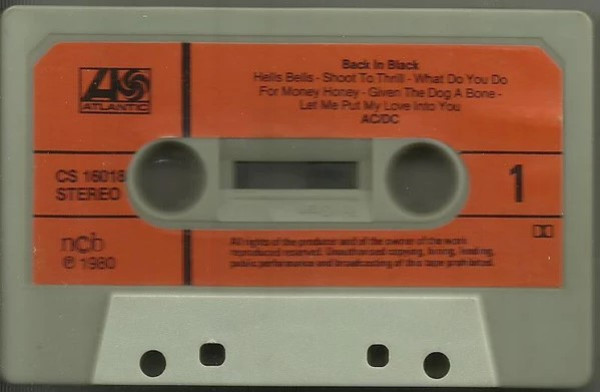 Back In Black
Hells Bells - Shoot To Thrill - What Do You Do
For Money Honey - Given The Dog A Bone -
Let Me Put My Love Into You
AC/DC
ATLANTIC
CS 16018
STEREO
1
ncb
℗ 1980
All rights of the producer and of the owner of the work
reproduced reserved. Unauthorised copying, hiring, lending,
public performance and broadcasting of this tape prohibited.